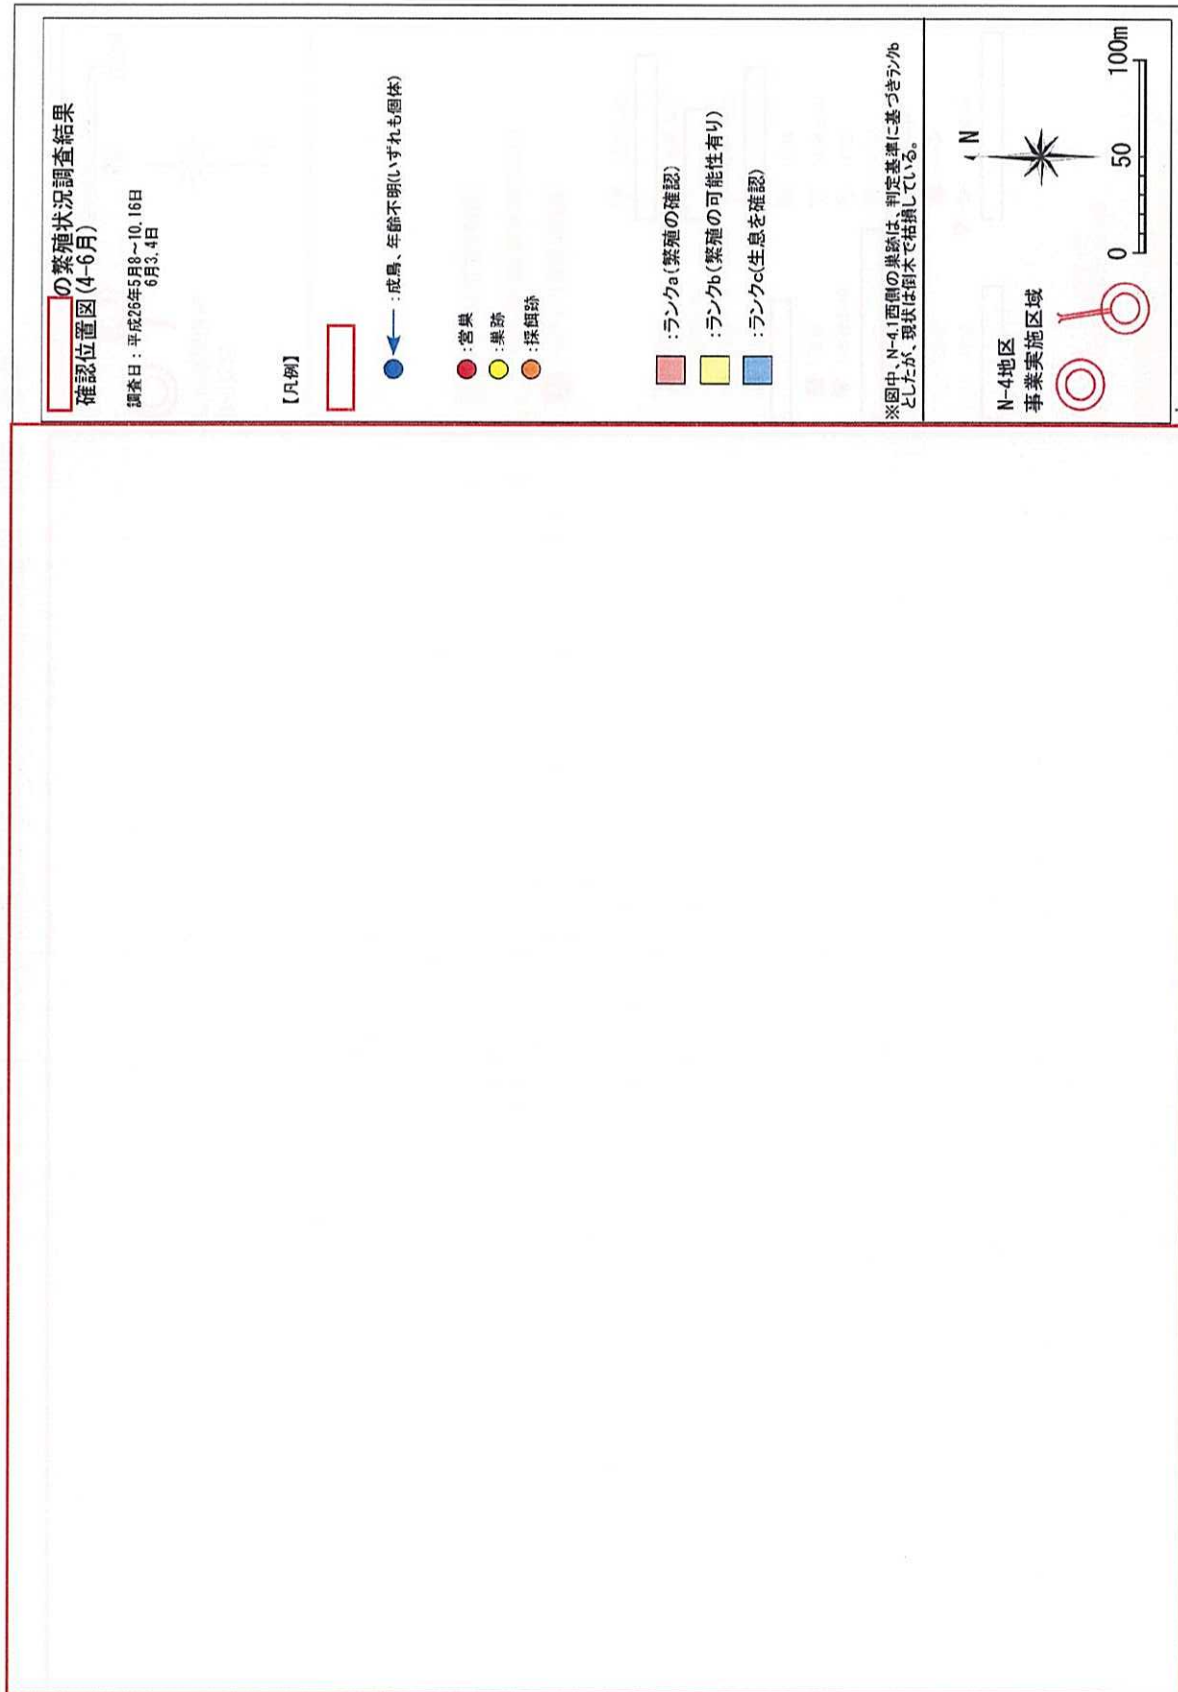 の繁殖状況調査結果
確認位置図(4-6月)
調査日：平成26年5月8～10,16日
6月3,4日
【凡例】
：成鳥、年齢不明(いずれも個体)
：営巣
：巣跡
：採餌跡
：ランクa(繁殖の確認)
：ランクb(繁殖の可能性有り)
：ランクc(生息を確認)
※図中、N-4.1西側の巣跡は、判定基準に基づきランクb
としたが、現状は倒木で枯損している。
N-4地区
事業実施区域
N
0 50 100m